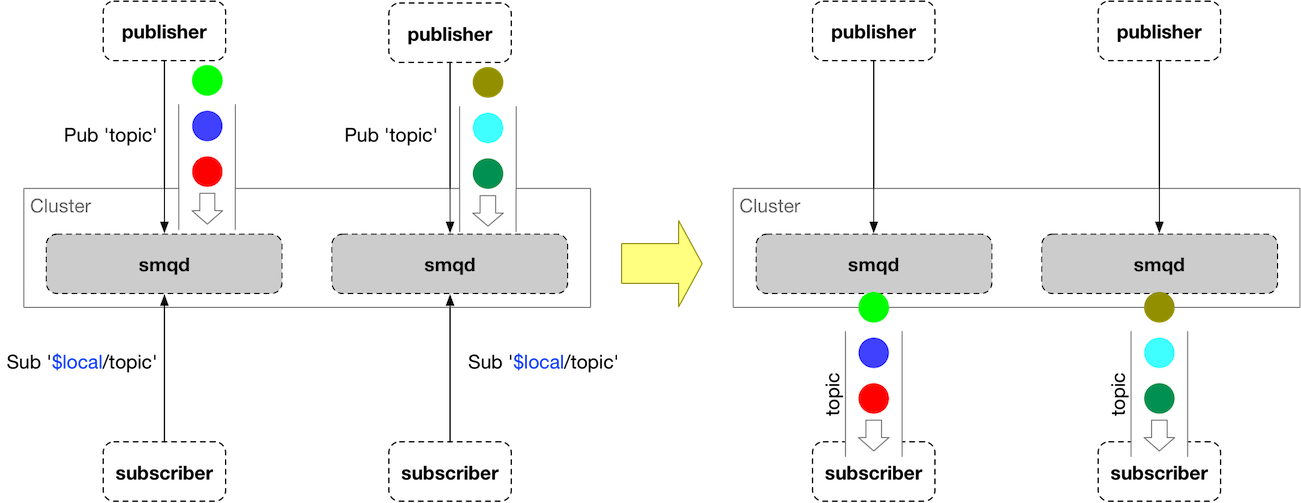 publisher
publisher
publisher
publisher
Pub 'topic'
Pub 'topic'
Cluster
Cluster
smqd
smqd
smqd
smqd
Sub '$local/topic'
Sub '$local/topic'
topic
topic
subscriber
subscriber
subscriber
subscriber